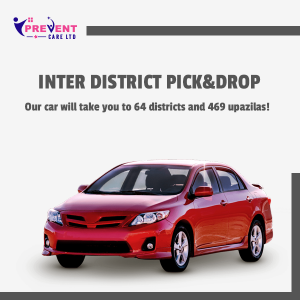 PREVENT
CARE LTD
INTER DISTRICT PICK&DROP
Our car will take you to 64 districts and 469 upazilas!